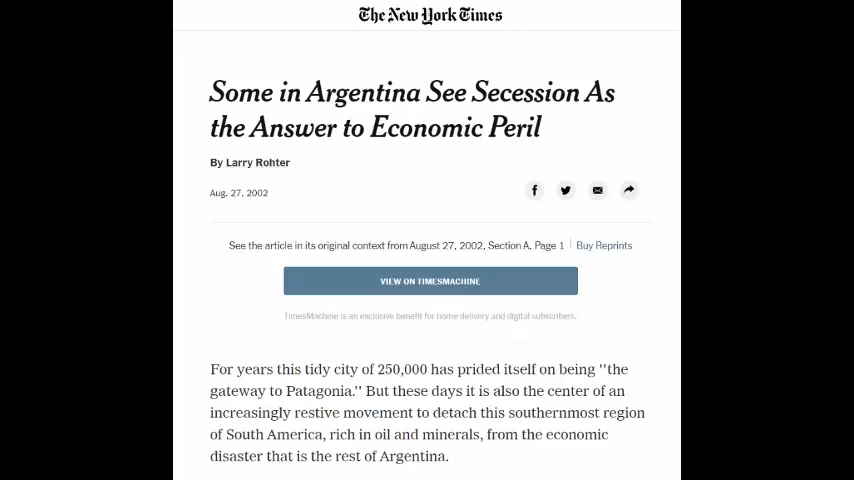 The New York Times
Some in Argentina See Secession As
the Answer to Economic Peril
By Larry Rohter
Aug. 27, 2002
See the article in its original context from August 27, 2002, Section A, Page 1 | Buy Reprints
VIEW ON TIMESMACHINE
TimesMachine is an exclusive benefit for home delivery and digital subscribers.
For years this tidy city of 250,000 has prided itself on being ''the
gateway to Patagonia.'' But these days it is also the center of an
increasingly restive movement to detach this southernmost region
of South America, rich in oil and minerals, from the economic
disaster that is the rest of Argentina.